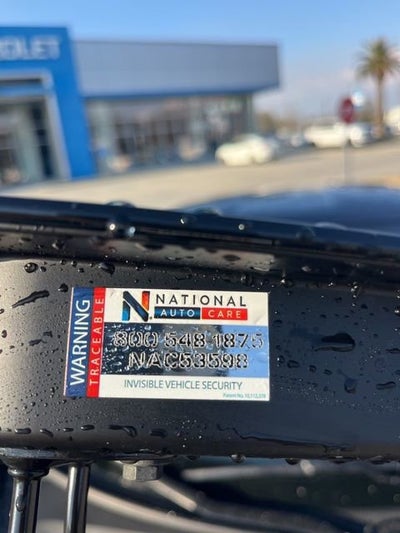 WARNING
TRACEABLE
NATIONAL
AUTO CARE
800 548 1875
NAC53598
INVISIBLE VEHICLE SECURITY